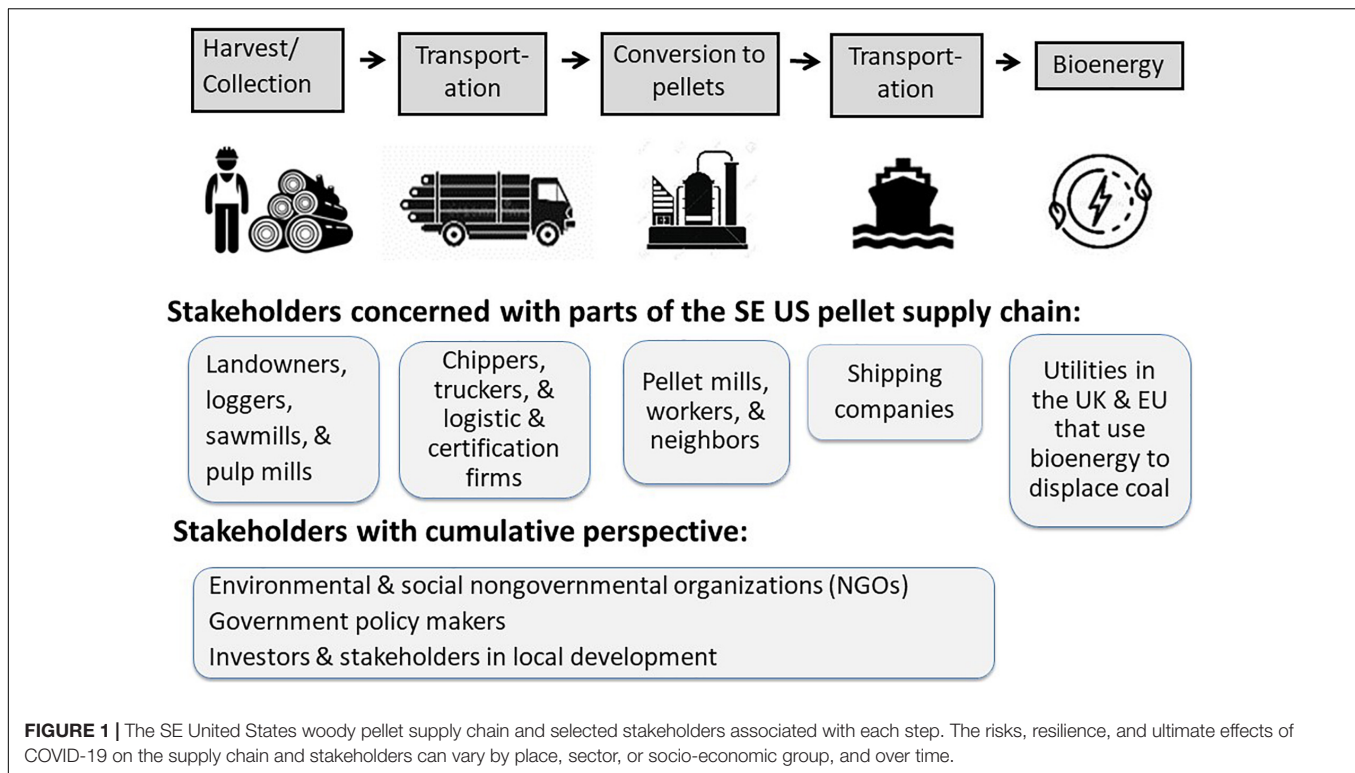 Harvest/
Collection
Transport-
ation
Conversion to
pellets
Transport-
ation
Bioenergy
Stakeholders concerned with parts of the SE US pellet supply chain:
Landowners,
loggers,
sawmills, &
pulp mills
Chippers,
truckers, &
logistic &
certification
firms
Pellet mills,
workers, &
neighbors
Shipping
companies
Utilities in
the UK & EU
that use
bioenergy to
displace coal
Stakeholders with cumulative perspective:
Environmental & social nongovernmental organizations (NGOs)
Government policy makers
Investors & stakeholders in local development
FIGURE 1 | The SE United States woody pellet supply chain and selected stakeholders associated with each step. The risks, resilience, and ultimate effects of
COVID-19 on the supply chain and stakeholders can vary by place, sector, or socio-economic group, and over time.